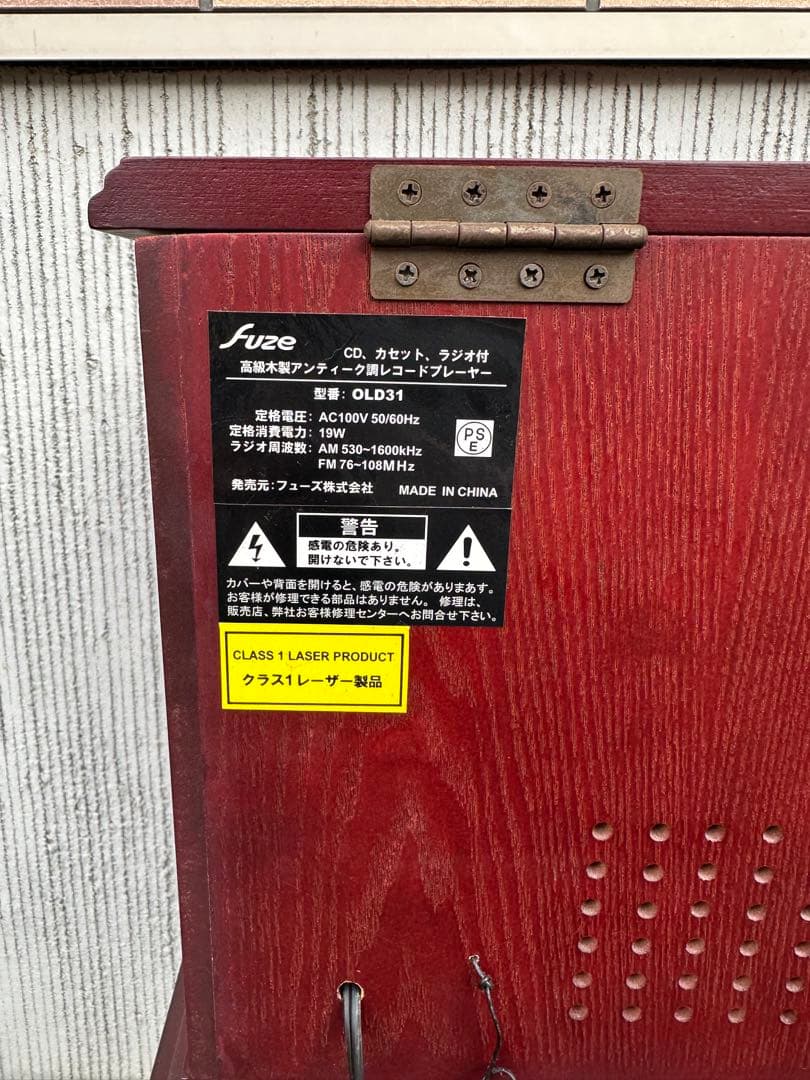 fuze
CD、カセット、ラジオ付
高級木製アンティーク調レコードプレーヤー
型番: OLD31
定格電圧: AC100V 50/60Hz
定格消費電力: 19W
ラジオ周波数: AM 530~1600kHz
FM 76~108MHz
PSE
発売元: フューズ株式会社 MADE IN CHINA
警告
感電の危険あり。
開けないで下さい。
カバーや背面を開けると、感電の危険がありまあす。
お客様が修理できる部品はありません。 修理は、
販売店、弊社お客様修理センターへお問合せ下さい。
CLASS 1 LASER PRODUCT
クラス1レーザー製品